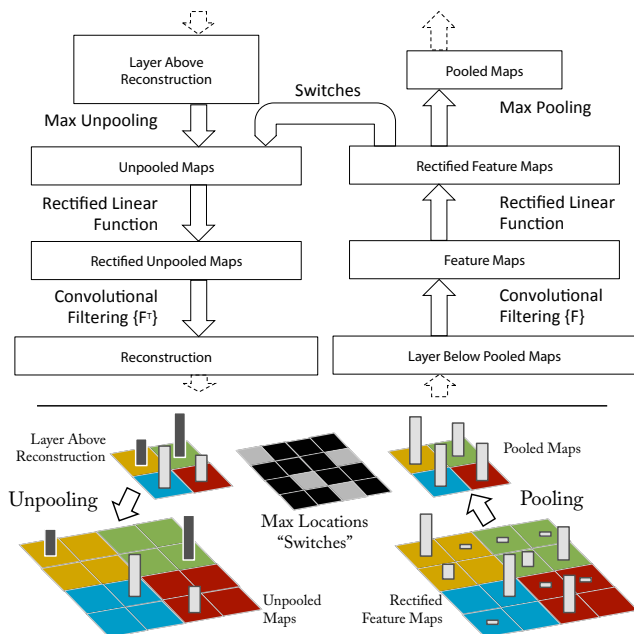 Layer Above
Reconstruction
Pooled Maps
Switches
Max Unpooling
Max Pooling
Unpooled Maps
Rectified Feature Maps
Rectified Linear
Function
Rectified Linear
Function
Rectified Unpooled Maps
Feature Maps
Convolutional
Filtering {Fᵀ}
Convolutional
Filtering {F}
Reconstruction
Layer Below Pooled Maps
Layer Above
Reconstruction
Pooled Maps
Unpooling
Max Locations
“Switches”
Pooling
Unpooled
Maps
Rectified
Feature Maps